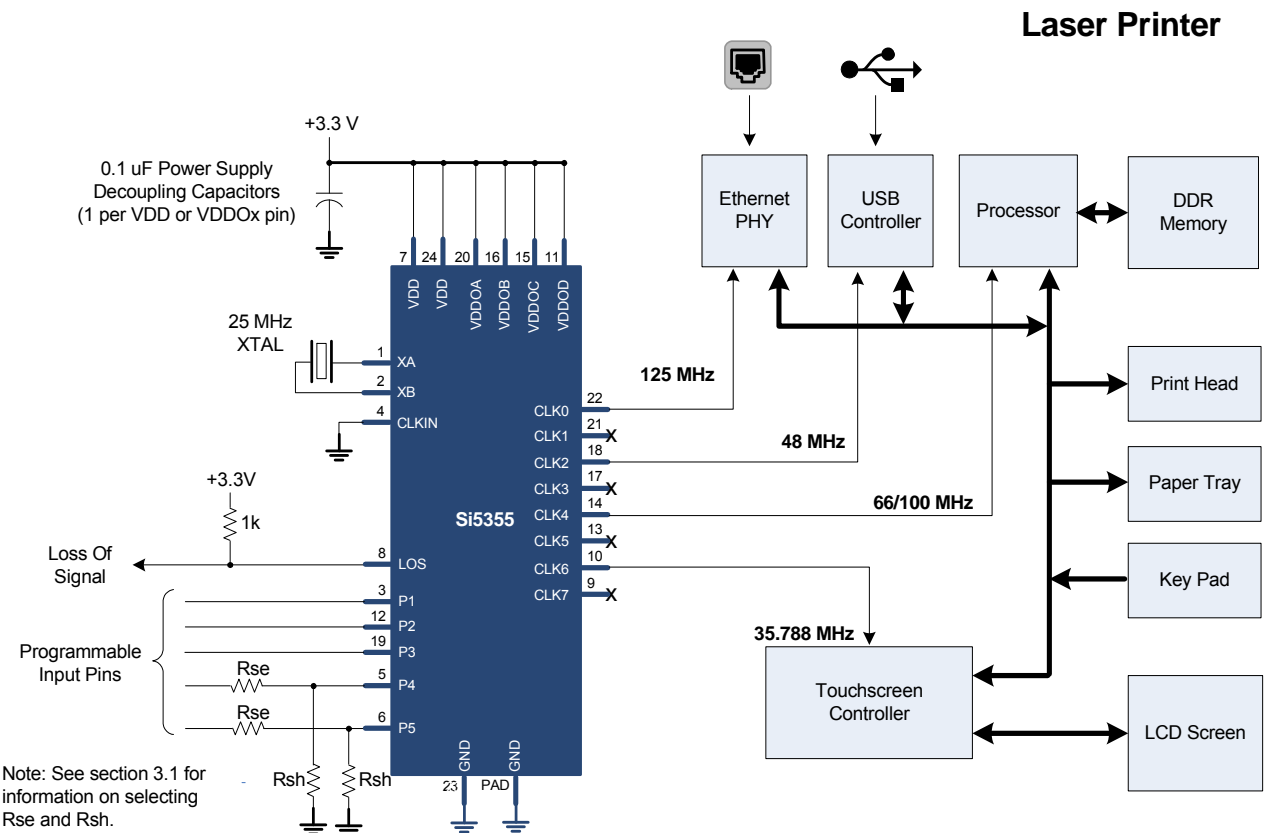 Laser Printer
+3.3 V
0.1 uF Power Supply
Decoupling Capacitors
(1 per VDD or VDDOx pin)
Ethernet
PHY
USB
Controller
Processor
DDR
Memory
7
24
20
16
15
11
VDD
VDD
VDDOA
VDDOB
VDDOC
VDDOD
25 MHz
XTAL
1
XA
2
XB
4
CLKIN
125 MHz
22
CLK0
21
CLK1
X
48 MHz
18
CLK2
17
CLK3
X
66/100 MHz
14
CLK4
13
CLK5
X
10
CLK6
9
CLK7
X
Si5355
Print Head
Paper Tray
Key Pad
+3.3V
1k
Loss Of
Signal
8
LOS
3
P1
12
P2
19
P3
Programmable
Input Pins
Rse
5
P4
Rse
6
P5
35.788 MHz
Touchscreen
Controller
LCD Screen
GND
GND
23
PAD
Rsh
Rsh
Note: See section 3.1 for
information on selecting
Rse and Rsh.